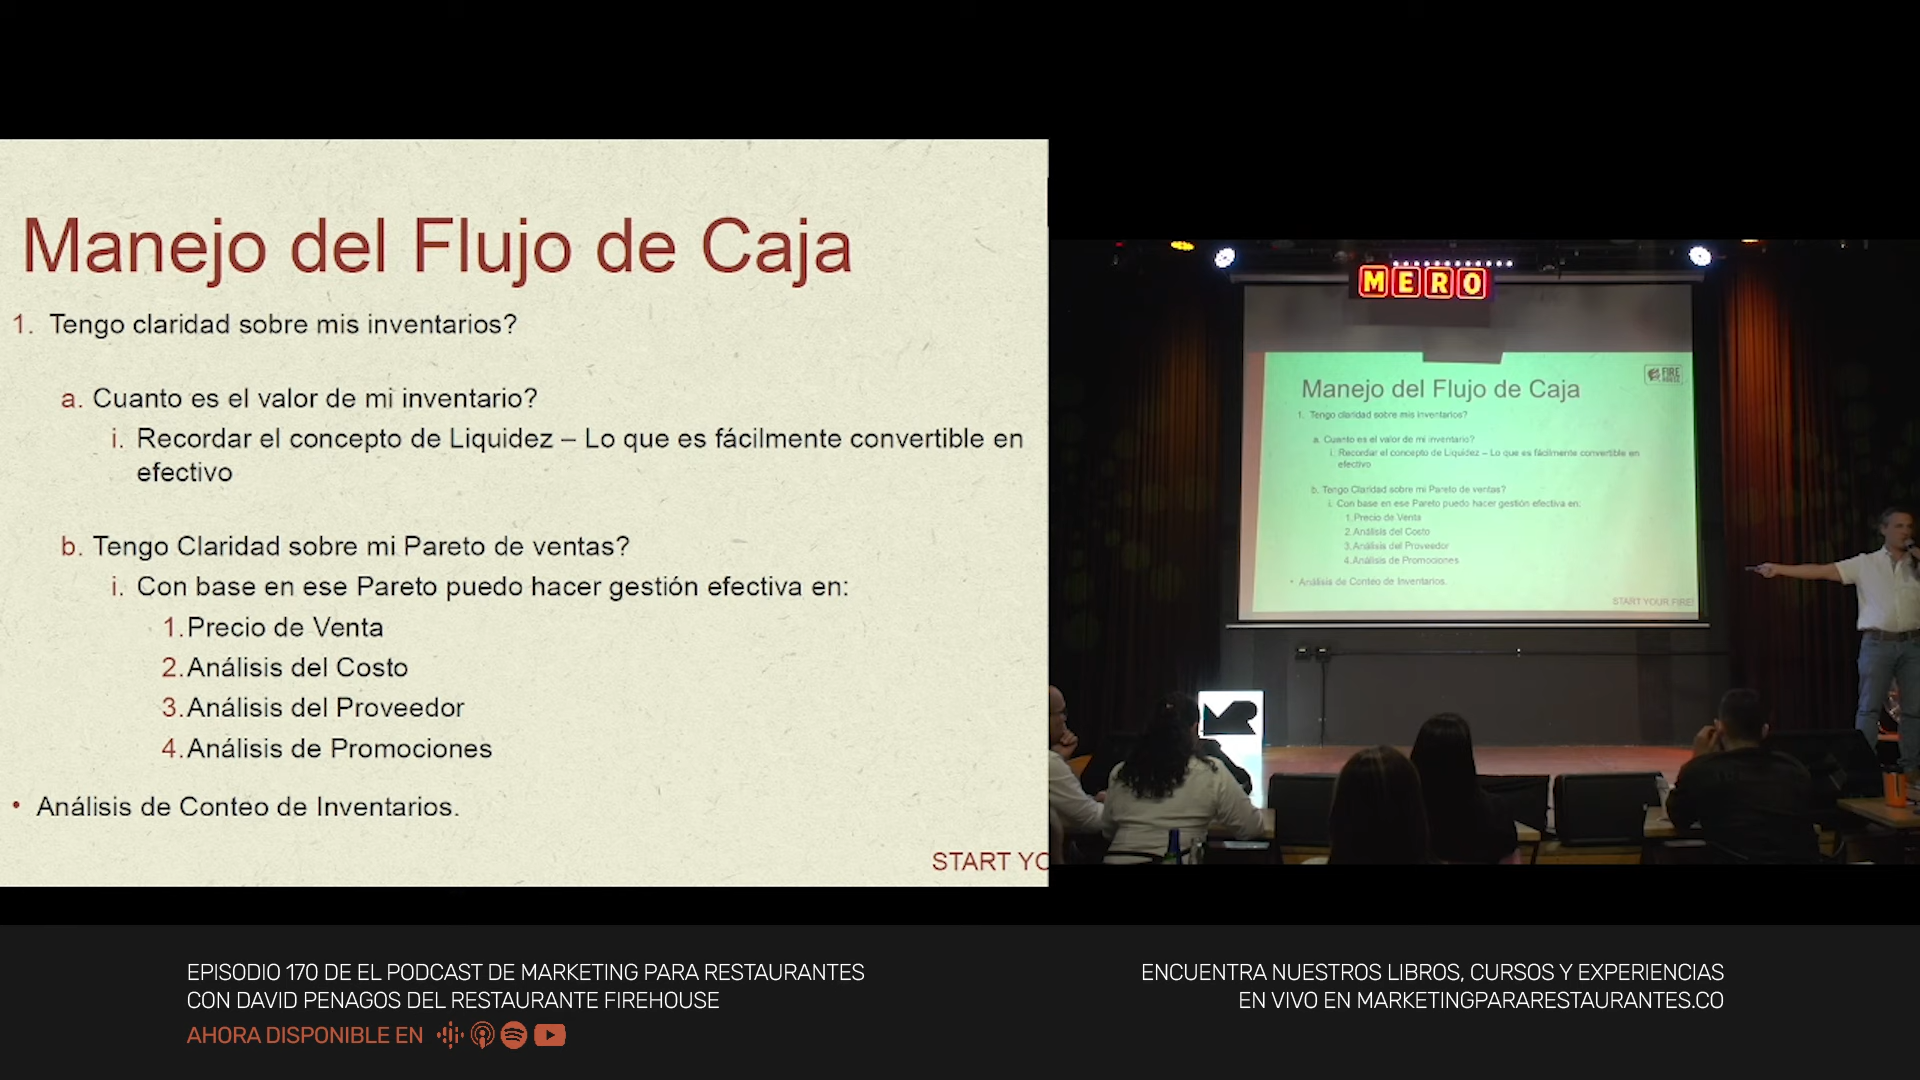 Manejo del Flujo de Caja
1. Tengo claridad sobre mis inventarios?
a. Cuanto es el valor de mi inventario?
i. Recordar el concepto de Liquidez – Lo que es fácilmente convertible en
efectivo
b. Tengo Claridad sobre mi Pareto de ventas?
i. Con base en ese Pareto puedo hacer gestión efectiva en:
1. Precio de Venta
2. Análisis del Costo
3. Análisis del Proveedor
4. Análisis de Promociones
• Análisis de Conteo de Inventarios.
START YO
MERO
FIRE
HOUSE
Manejo del Flujo de Caja
1. Tengo claridad sobre mis inventarios?
a. Cuanto es el valor de mi inventario?
i. Recordar el concepto de Liquidez – Lo que es fácilmente convertible en
efectivo
b. Tengo Claridad sobre mi Pareto de ventas?
i. Con base en ese Pareto puedo hacer gestión efectiva en:
1. Precio de Venta
2. Análisis del Costo
3. Análisis del Proveedor
4. Análisis de Promociones
• Análisis de Conteo de Inventarios.
START YOUR FIRE!
MR
EPISODIO 170 DE EL PODCAST DE MARKETING PARA RESTAURANTES
CON DAVID PENAGOS DEL RESTAURANTE FIREHOUSE
AHORA DISPONIBLE EN
ENCUENTRA NUESTROS LIBROS, CURSOS Y EXPERIENCIAS
EN VIVO EN MARKETINGPARARESTAURANTES.CO